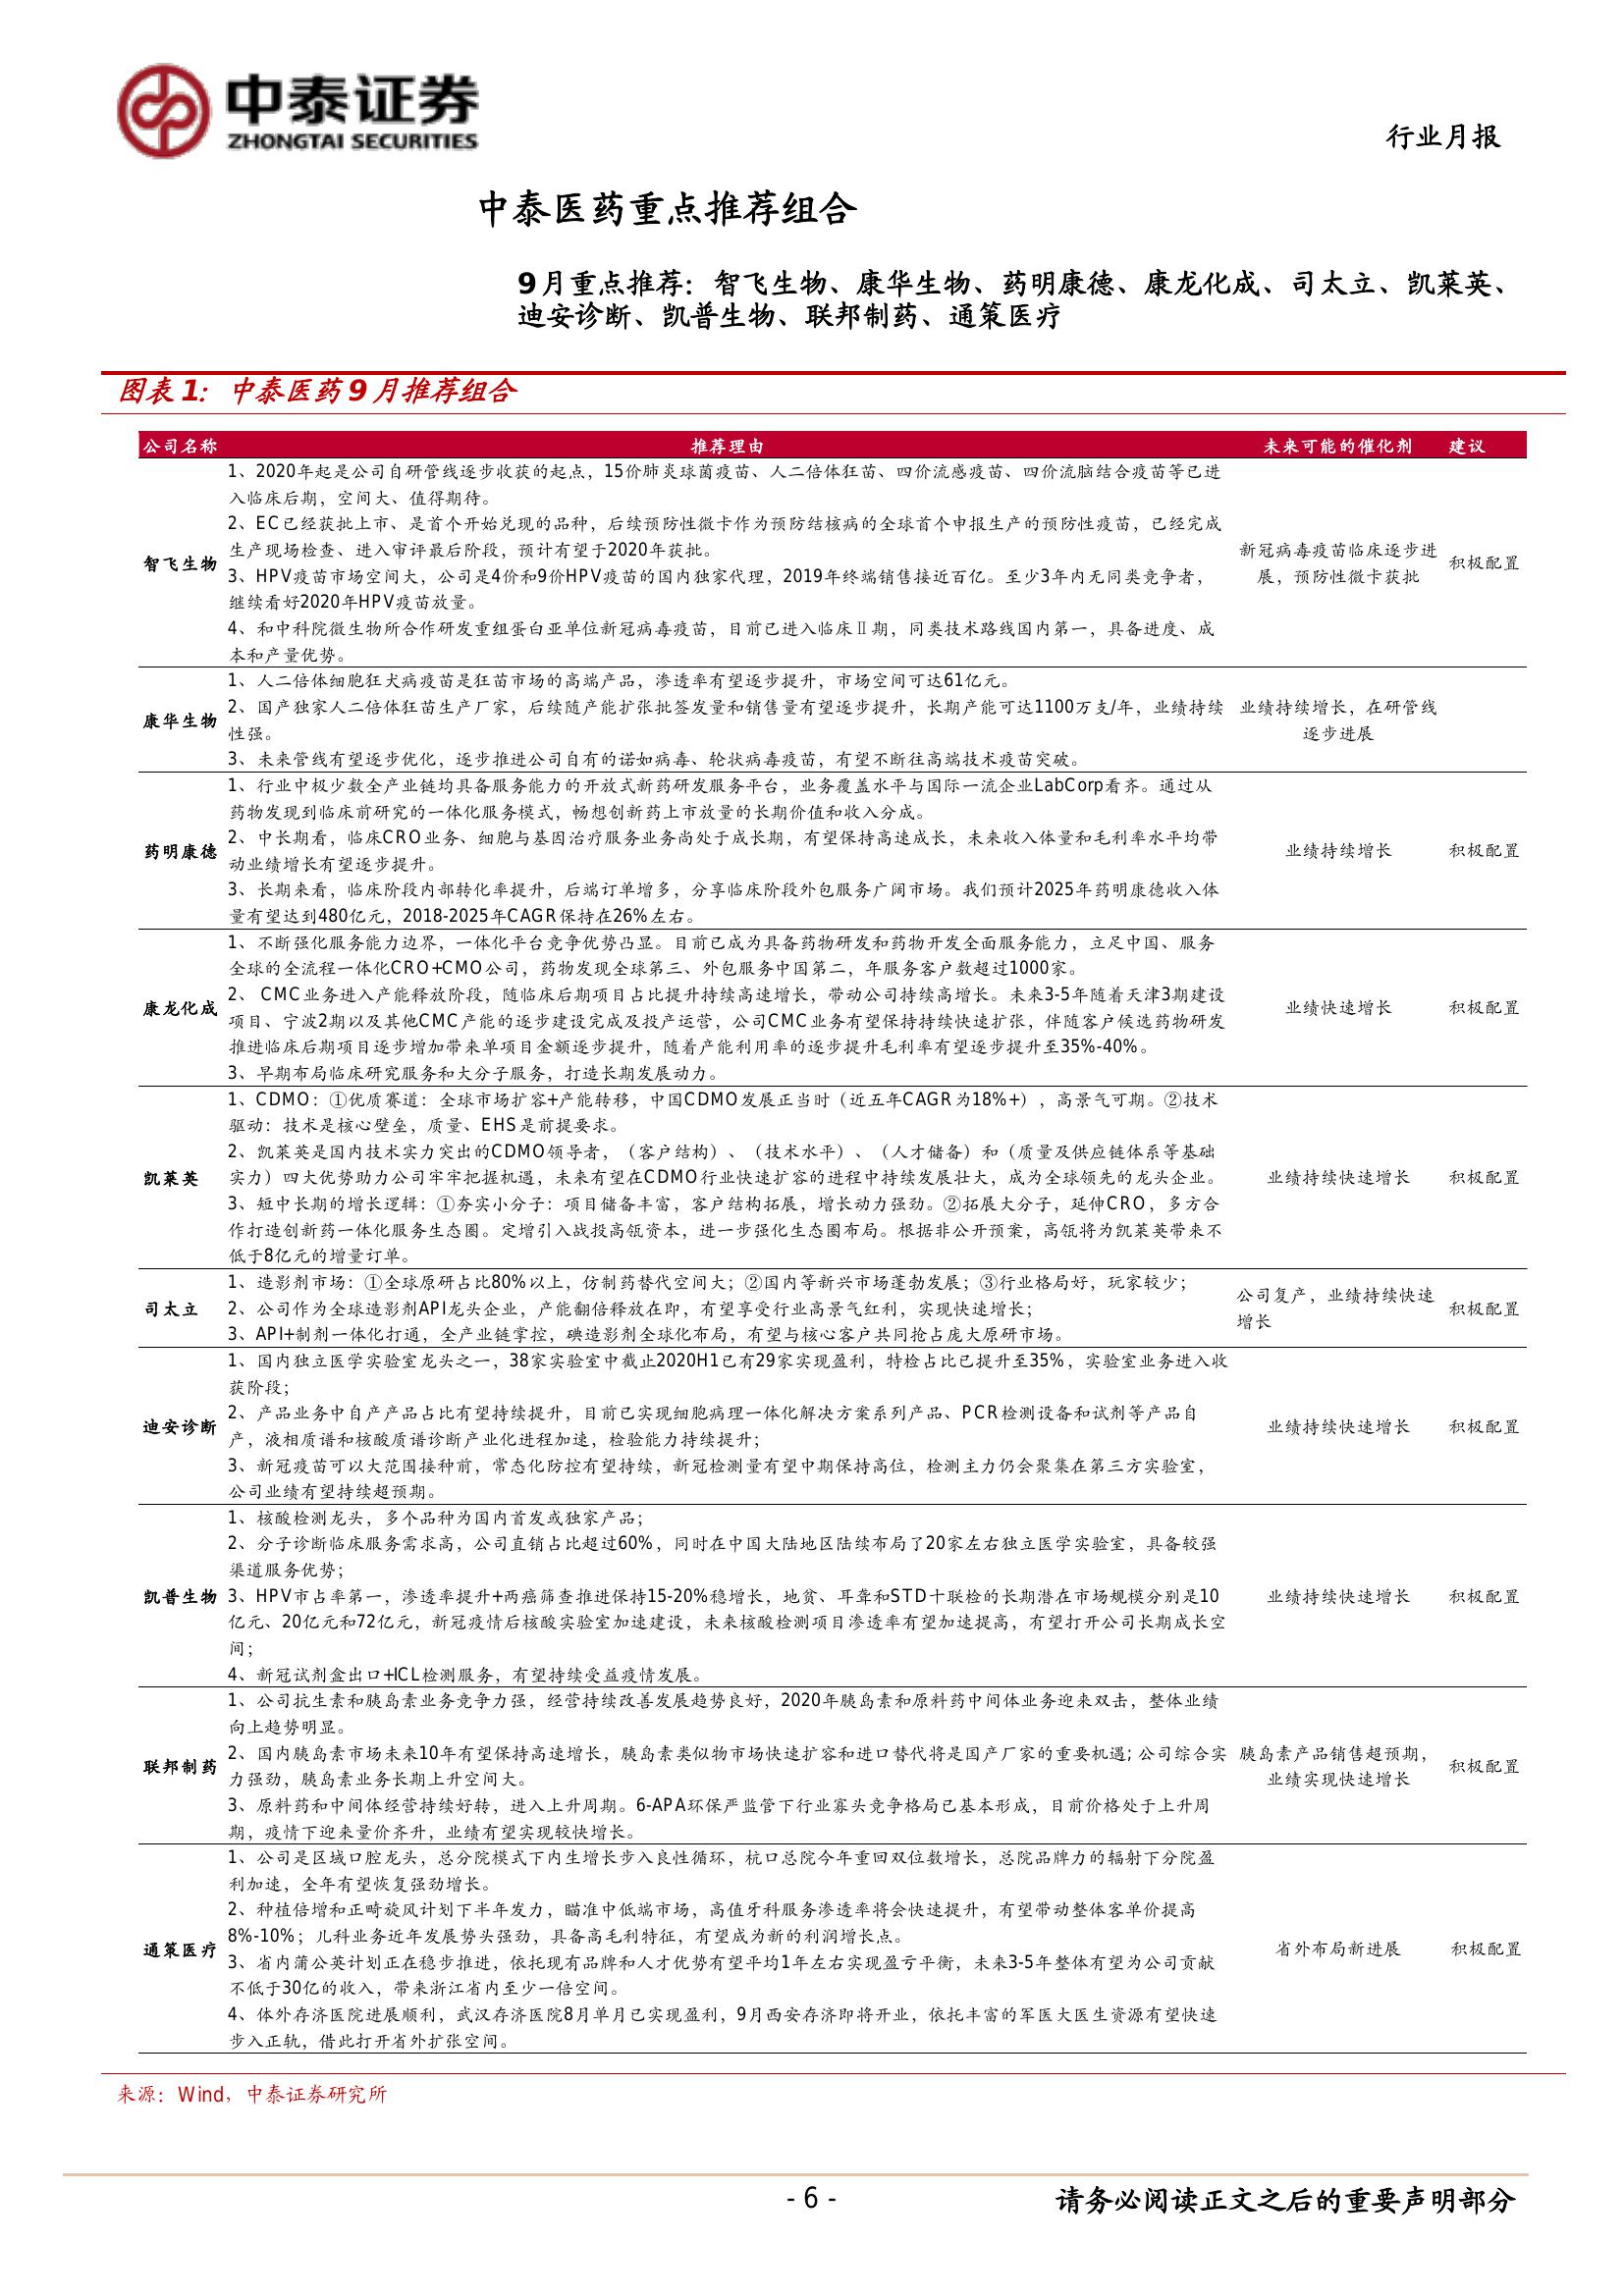 中泰证券
ZHONGTAI SECURITIES
行业月报
中泰医药重点推荐组合
9月重点推荐：智飞生物、康华生物、药明康德、康龙化成、司太立、凯莱英、
迪安诊断、凯普生物、联邦制药、通策医疗
图表1：中泰医药9月推荐组合
公司名称 推荐理由 未来可能的催化剂 建议
智飞生物
1、2020年起是公司自研管线逐步收获的起点，15价肺炎球菌疫苗、人二倍体狂苗、四价流感疫苗、四价流脑结合疫苗等已进
入临床后期，空间大、值得期待。
2、EC已经获批上市、是首个开始兑现的品种，后续预防性微卡作为预防结核病的全球首个申报生产的预防性疫苗，已经完成
生产现场检查、进入审评最后阶段，预计有望于2020年获批。
3、HPV疫苗市场空间大，公司是4价和9价HPV疫苗的国内独家代理，2019年终端销售接近百亿。至少3年内无同类竞争者，
继续看好2020年HPV疫苗放量。
4、和中科院微生物所合作研发重组蛋白亚单位新冠病毒疫苗，目前已进入临床Ⅱ期，同类技术路线国内第一，具备进度、成
本和产量优势。
新冠病毒疫苗临床逐步进
展，预防性微卡获批
积极配置
康华生物
1、人二倍体细胞狂犬病疫苗是狂苗市场的高端产品，渗透率有望逐步提升，市场空间可达61亿元。
2、国产独家人二倍体狂苗生产厂家，后续随产能扩张批签发量和销售量有望逐步提升，长期产能可达1100万支/年，业绩持续
性强。
3、未来管线有望逐步优化，逐步推进公司自有的诺如病毒、轮状病毒疫苗，有望不断往高端技术疫苗突破。
业绩持续增长，在研管线
逐步进展
药明康德
1、行业中极少数全产业链均具备服务能力的开放式新药研发服务平台，业务覆盖水平与国际一流企业LabCorp看齐。通过从
药物发现到临床前研究的一体化服务模式，畅想创新药上市放量的长期价值和收入分成。
2、中长期看，临床CRO业务、细胞与基因治疗服务业务尚处于成长期，有望保持高速成长，未来收入体量和毛利率水平均带
动业绩增长有望逐步提升。
3、长期来看，临床阶段内部转化率提升，后端订单增多，分享临床阶段外包服务广阔市场。我们预计2025年药明康德收入体
量有望达到480亿元，2018-2025年CAGR保持在26%左右。
业绩持续增长
积极配置
康龙化成
1、不断强化服务能力边界，一体化平台竞争优势凸显。目前已成为具备药物研发和药物开发全面服务能力，立足中国、服务
全球的全流程一体化CRO+CMO公司，药物发现全球第三、外包服务中国第二，年服务客户数超过1000家。
2、 CMC业务进入产能释放阶段，随临床后期项目占比提升持续高速增长，带动公司持续高增长。未来3-5年随着天津3期建设
项目、宁波2期以及其他CMC产能的逐步建设完成及投产运营，公司CMC业务有望保持持续快速扩张，伴随客户候选药物研发
推进临床后期项目逐步增加带来单项目金额逐步提升，随着产能利用率的逐步提升毛利率有望逐步提升至35%-40%。
3、早期布局临床研究服务和大分子服务，打造长期发展动力。
业绩快速增长
积极配置
凯莱英
1、CDMO：①优质赛道：全球市场扩容+产能转移，中国CDMO发展正当时（近五年CAGR为18%+），高景气可期。②技术
驱动：技术是核心壁垒，质量、EHS是前提要求。
2、凯莱英是国内技术实力突出的CDMO领导者，（客户结构）、（技术水平）、（人才储备）和（质量及供应链体系等基础
实力）四大优势助力公司牢牢把握机遇，未来有望在CDMO行业快速扩容的进程中持续发展壮大，成为全球领先的龙头企业。
3、短中长期的增长逻辑：①夯实小分子：项目储备丰富，客户结构拓展，增长动力强劲。②拓展大分子，延伸CRO，多方合
作打造创新药一体化服务生态圈。定增引入战投高瓴资本，进一步强化生态圈布局。根据非公开预案，高瓴将为凯莱英带来不
低于8亿元的增量订单。
业绩持续快速增长
积极配置
司太立
1、造影剂市场：①全球原研占比80%以上，仿制药替代空间大；②国内等新兴市场蓬勃发展；③行业格局好，玩家较少；
2、公司作为全球造影剂API龙头企业，产能翻倍释放在即，有望享受行业高景气红利，实现快速增长；
3、API+制剂一体化打通，全产业链掌控，碘造影剂全球化布局，有望与核心客户共同抢占庞大原研市场。
公司复产，业绩持续快速
增长
积极配置
迪安诊断
1、国内独立医学实验室龙头之一，38家实验室中截止2020H1已有29家实现盈利，特检占比已提升至35%，实验室业务进入收
获阶段；
2、产品业务中自产产品占比有望持续提升，目前已实现细胞病理一体化解决方案系列产品、PCR检测设备和试剂等产品自
产，液相质谱和核酸质谱诊断产业化进程加速，检验能力持续提升；
3、新冠疫苗可以大范围接种前，常态化防控有望持续，新冠检测量有望中期保持高位，检测主力仍会聚集在第三方实验室，
公司业绩有望持续超预期。
业绩持续快速增长
积极配置
凯普生物
1、核酸检测龙头，多个品种为国内首发或独家产品；
2、分子诊断临床服务需求高，公司直销占比超过60%，同时在中国大陆地区陆续布局了20家左右独立医学实验室，具备较强
渠道服务优势；
3、HPV市占率第一，渗透率提升+两癌筛查推进保持15-20%稳增长，地贫、耳聋和STD十联检的长期潜在市场规模分别是10
亿元、20亿元和72亿元，新冠疫情后核酸实验室加速建设，未来核酸检测项目渗透率有望加速提高，有望打开公司长期成长空
间；
4、新冠试剂盒出口+ICL检测服务，有望持续受益疫情发展。
业绩持续快速增长
积极配置
联邦制药
1、公司抗生素和胰岛素业务竞争力强，经营持续改善发展趋势良好，2020年胰岛素和原料药中间体业务迎来双击，整体业绩
向上趋势明显。
2、国内胰岛素市场未来10年有望保持高速增长，胰岛素类似物市场快速扩容和进口替代将是国产厂家的重要机遇；公司综合实
力强劲，胰岛素业务长期上升空间大。
3、原料药和中间体经营持续好转，进入上升周期。6-APA环保严监管下行业寡头竞争格局已基本形成，目前价格处于上升周
期，疫情下迎来量价齐升，业绩有望实现较快增长。
胰岛素产品销售超预期，
业绩实现快速增长
积极配置
通策医疗
1、公司是区域口腔龙头，总分院模式下内生增长步入良性循环，杭口总院今年重回双位数增长，总院品牌力的辐射下分院盈
利加速，全年有望恢复强劲增长。
2、种植倍增和正畸旋风计划下半年发力，瞄准中低端市场，高值牙科服务渗透率将会快速提升，有望带动整体客单价提高
8%-10%；儿科业务近年发展势头强劲，具备高毛利特征，有望成为新的利润增长点。
3、省内蒲公英计划正在稳步推进，依托现有品牌和人才优势有望平均1年左右实现盈亏平衡，未来3-5年整体有望为公司贡献
不低于30亿的收入，带来浙江省内至少一倍空间。
4、体外存济医院进展顺利，武汉存济医院8月单月已实现盈利，9月西安存济即将开业，依托丰富的军医大医生资源有望快速
步入正轨，借此打开省外扩张空间。
省外布局新进展
积极配置
来源：Wind，中泰证券研究所
- 6 -
请务必阅读正文之后的重要声明部分